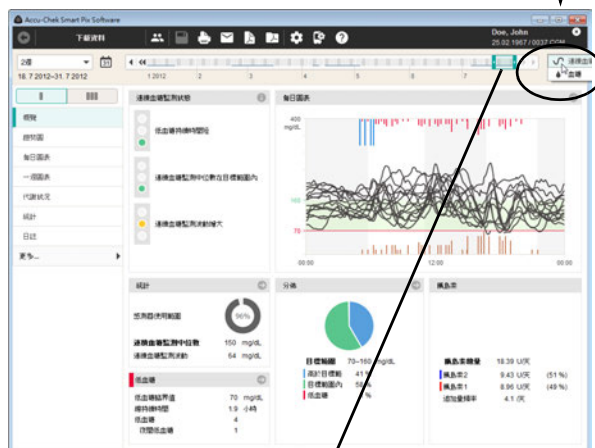 Accu-Chek Smart Pix Software
下載資料
Doe, John
25.02.1967 / 0037 CGM
2週
18. 7 2012-31. 7 2012
1 2012 2 3 4 5 6 7
連續血糖
血糖
概覽
趨勢圖
每日圖表
一週圖表
代謝狀況
統計
日誌
更多...
連續血糖監測狀態
低血糖持續時間短
連續血糖監測中位數在目標範圍內
連續血糖監測波動增大
每日圖表
400
mg/dL
160
70
00:00 12:00 00:00
統計
感測器使用範圍
96%
連續血糖監測中位數 150 mg/dL
連續血糖監測波動 64 mg/dL
低血糖
低血糖臨界值 70 mg/dL
維持時間 1.9 小時
低血糖 4
夜間低血糖 1
分佈
目標範圍 70-160 mg/dL
高於目標範 41 %
目標範圍內 58 %
低血糖 %
胰島素
胰島素總量 18.39 U/天
胰島素2 9.43 U/天 (51 %)
胰島素1 8.96 U/天 (49 %)
追加量頻率 4.1 /天